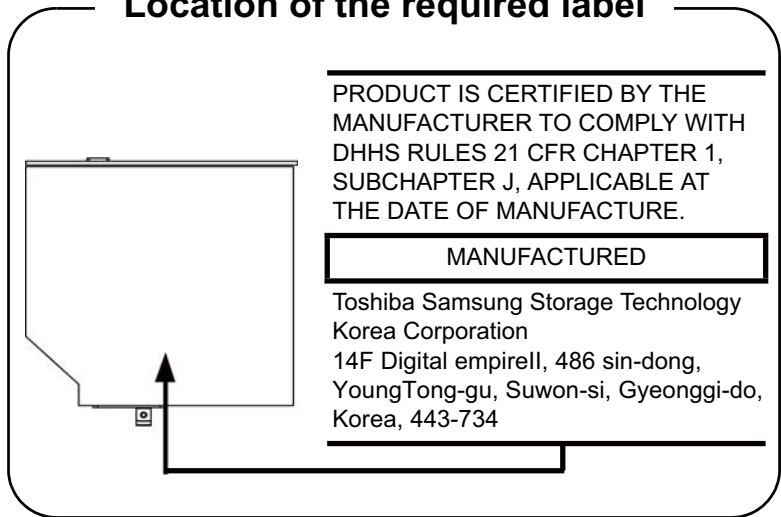 Location of the required label
PRODUCT IS CERTIFIED BY THE
MANUFACTURER TO COMPLY WITH
DHHS RULES 21 CFR CHAPTER 1,
SUBCHAPTER J, APPLICABLE AT
THE DATE OF MANUFACTURE.
MANUFACTURED
Toshiba Samsung Storage Technology
Korea Corporation
14F Digital empireII, 486 sin-dong,
YoungTong-gu, Suwon-si, Gyeonggi-do,
Korea, 443-734